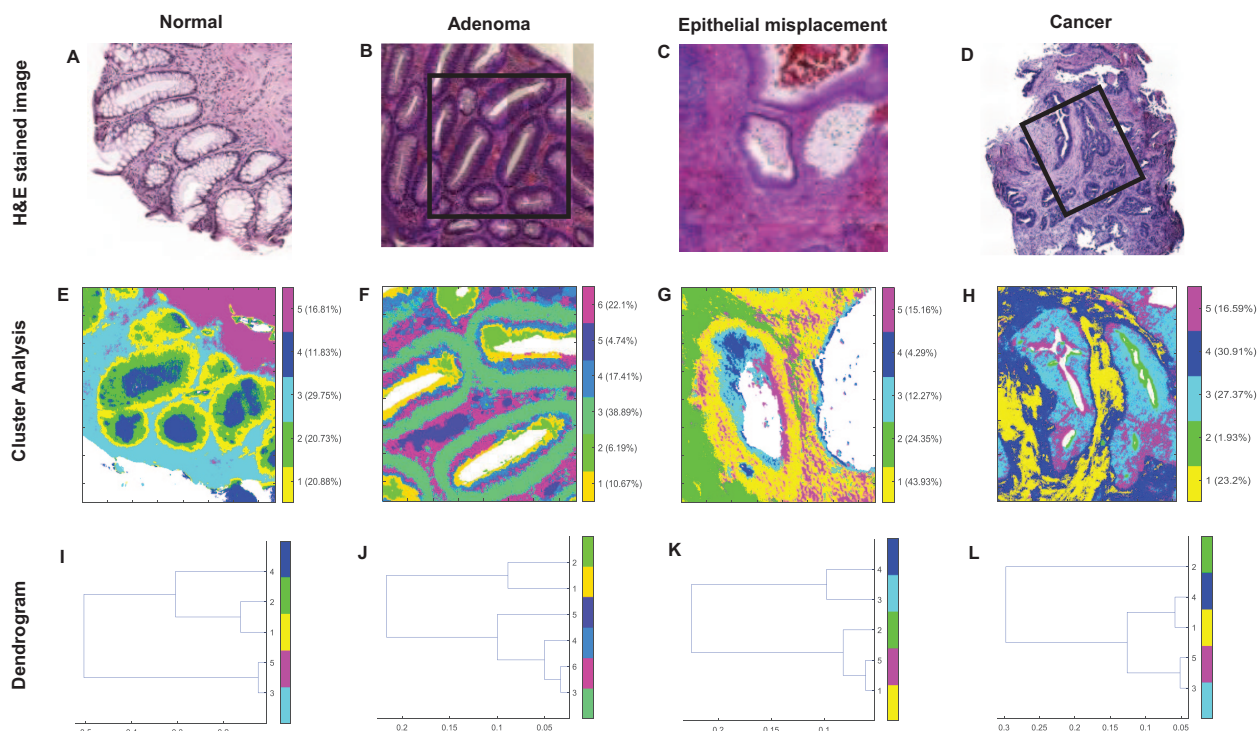 Normal
Adenoma
Epithelial misplacement
Cancer
H&E stained image
A
B
C
D
Cluster Analysis
E
5 (16.81%)
4 (11.83%)
3 (29.75%)
2 (20.73%)
1 (20.88%)
F
6 (22.1%)
5 (4.74%)
4 (17.41%)
3 (38.89%)
2 (6.19%)
1 (10.67%)
G
5 (15.16%)
4 (4.29%)
3 (12.27%)
2 (24.35%)
1 (43.93%)
H
5 (16.59%)
4 (30.91%)
3 (27.37%)
2 (1.93%)
1 (23.2%)
Dendrogram
I
4
2
1
5
3
J
2
1
5
4
6
3
0.2 0.15 0.1 0.05
K
4
3
2
5
1
0.2 0.1
L
2
4
1
5
3
0.3 0.25 0.2 0.15 0.1 0.05